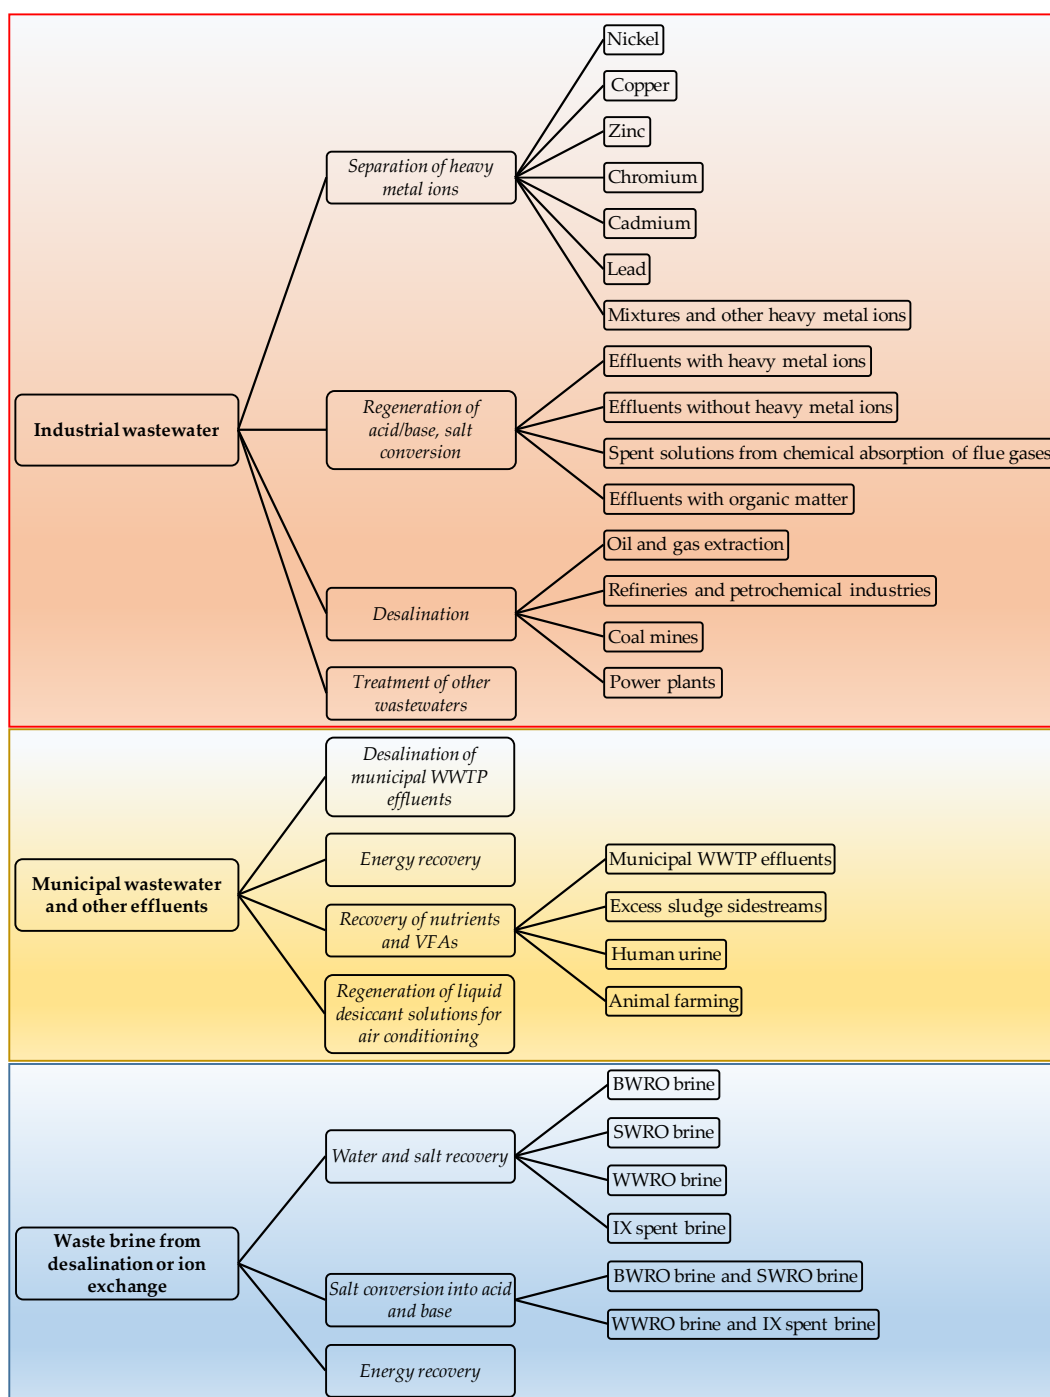 Nickel
Copper
Zinc
Separation of heavy
metal ions
Chromium
Cadmium
Lead
Mixtures and other heavy metal ions
Industrial wastewater
Regeneration of
acid/base, salt
conversion
Effluents with heavy metal ions
Effluents without heavy metal ions
Spent solutions from chemical absorption of flue gases
Effluents with organic matter
Desalination
Oil and gas extraction
Refineries and petrochemical industries
Coal mines
Power plants
Treatment of other
wastewaters
Municipal wastewater
and other effluents
Desalination of
municipal WWTP
effluents
Energy recovery
Recovery of nutrients
and VFAs
Municipal WWTP effluents
Excess sludge sidestreams
Human urine
Animal farming
Regeneration of liquid
desiccant solutions for
air conditioning
Waste brine from
desalination or ion
exchange
Water and salt recovery
BWRO brine
SWRO brine
WWRO brine
IX spent brine
Salt conversion into acid
and base
BWRO brine and SWRO brine
WWRO brine and IX spent brine
Energy recovery